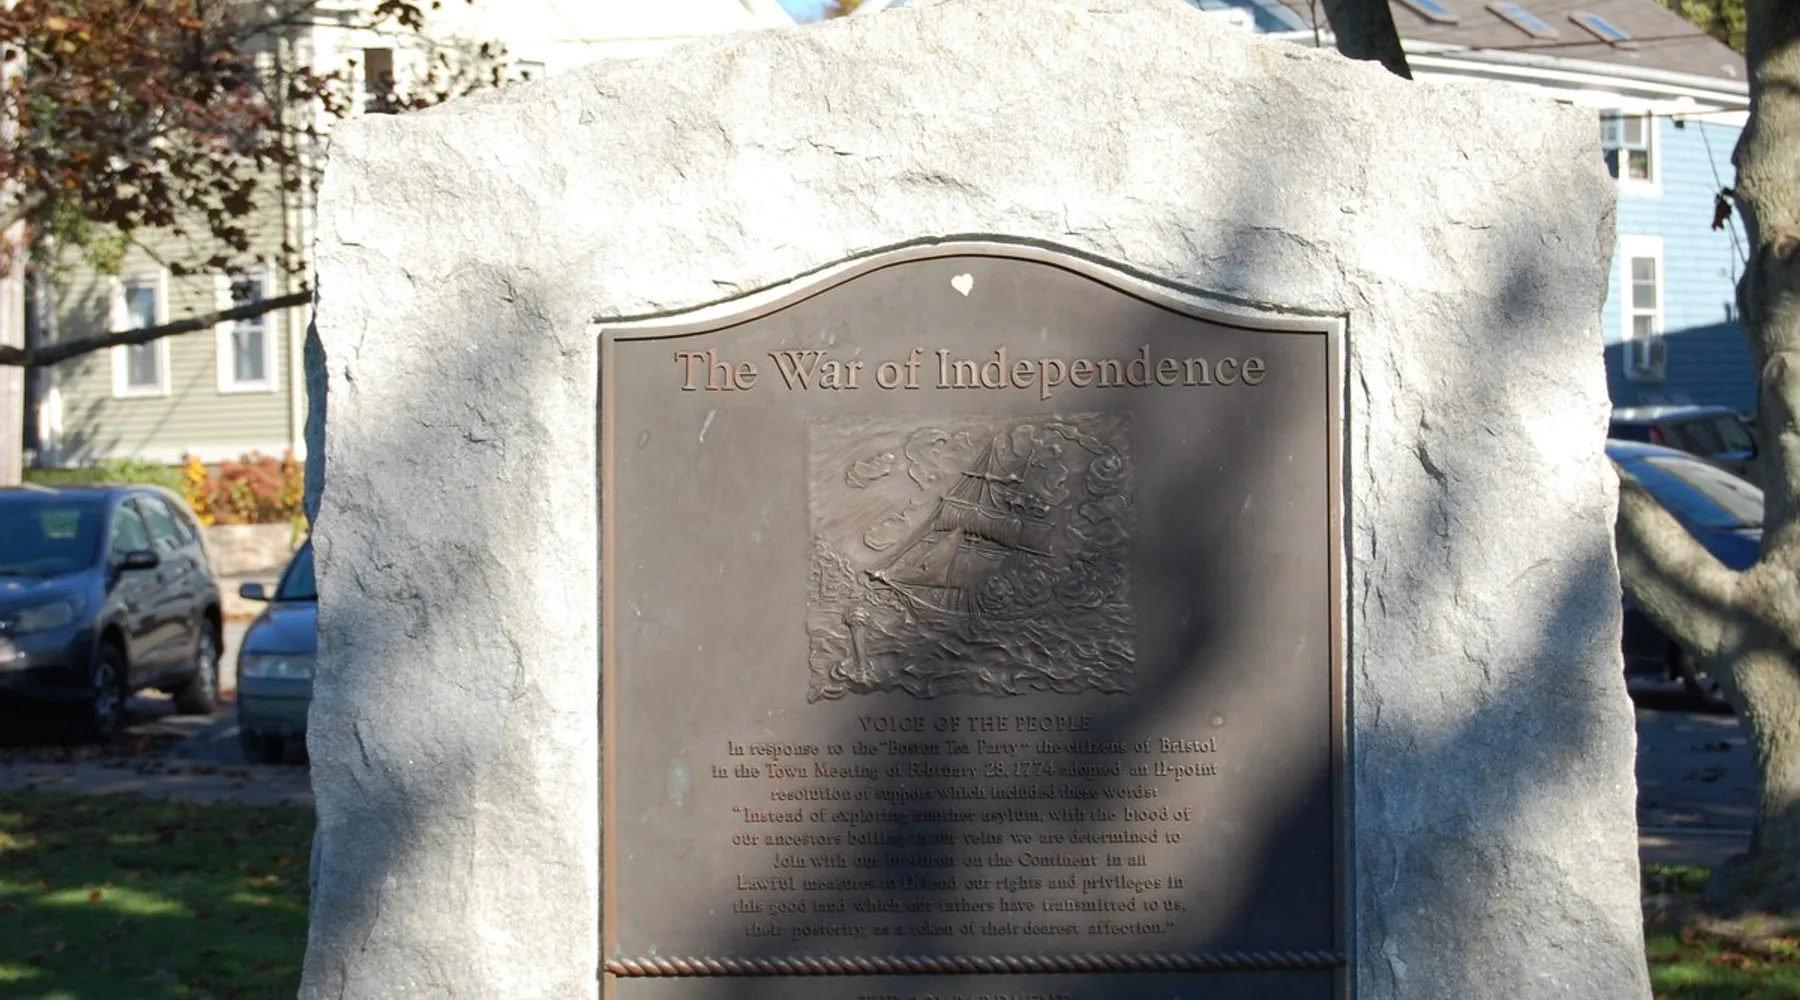 The War of Independence
VOICE OF THE PEOPLE
In response to the "Boston Tea Party" the citizens of Bristol
in the Town Meeting of February 28, 1774 adopted an 11-point
resolution of support which included these words:
"Instead of exploring another asylum, with the blood of
our ancestors boiling in our veins we are determined to
Join with our brethren on the Continent in all
Lawful measures to Defend our rights and privileges in
this good land which our fathers have transmitted to us,
their posterity, as a token of their dearest affection."